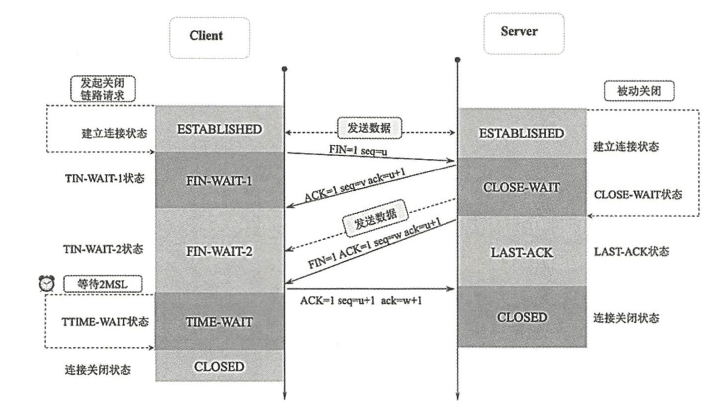 Client
Server
发起关闭
链路请求
被动关闭
建立连接状态
ESTABLISHED
发送数据
ESTABLISHED
建立连接状态
FIN=1 seq=u
TIN-WAIT-1状态
FIN-WAIT-1
ACK=1 seq=v ack=u+1
CLOSE-WAIT
CLOSE-WAIT状态
发送数据
TIN-WAIT-2状态
FIN-WAIT-2
FIN=1 ACK=1 seq=w ack=u+1
LAST-ACK
LAST-ACK状态
等待2MSL
ACK=1 seq=u+1 ack=w+1
TTIME-WAIT状态
TIME-WAIT
CLOSED
连接关闭状态
连接关闭状态
CLOSED